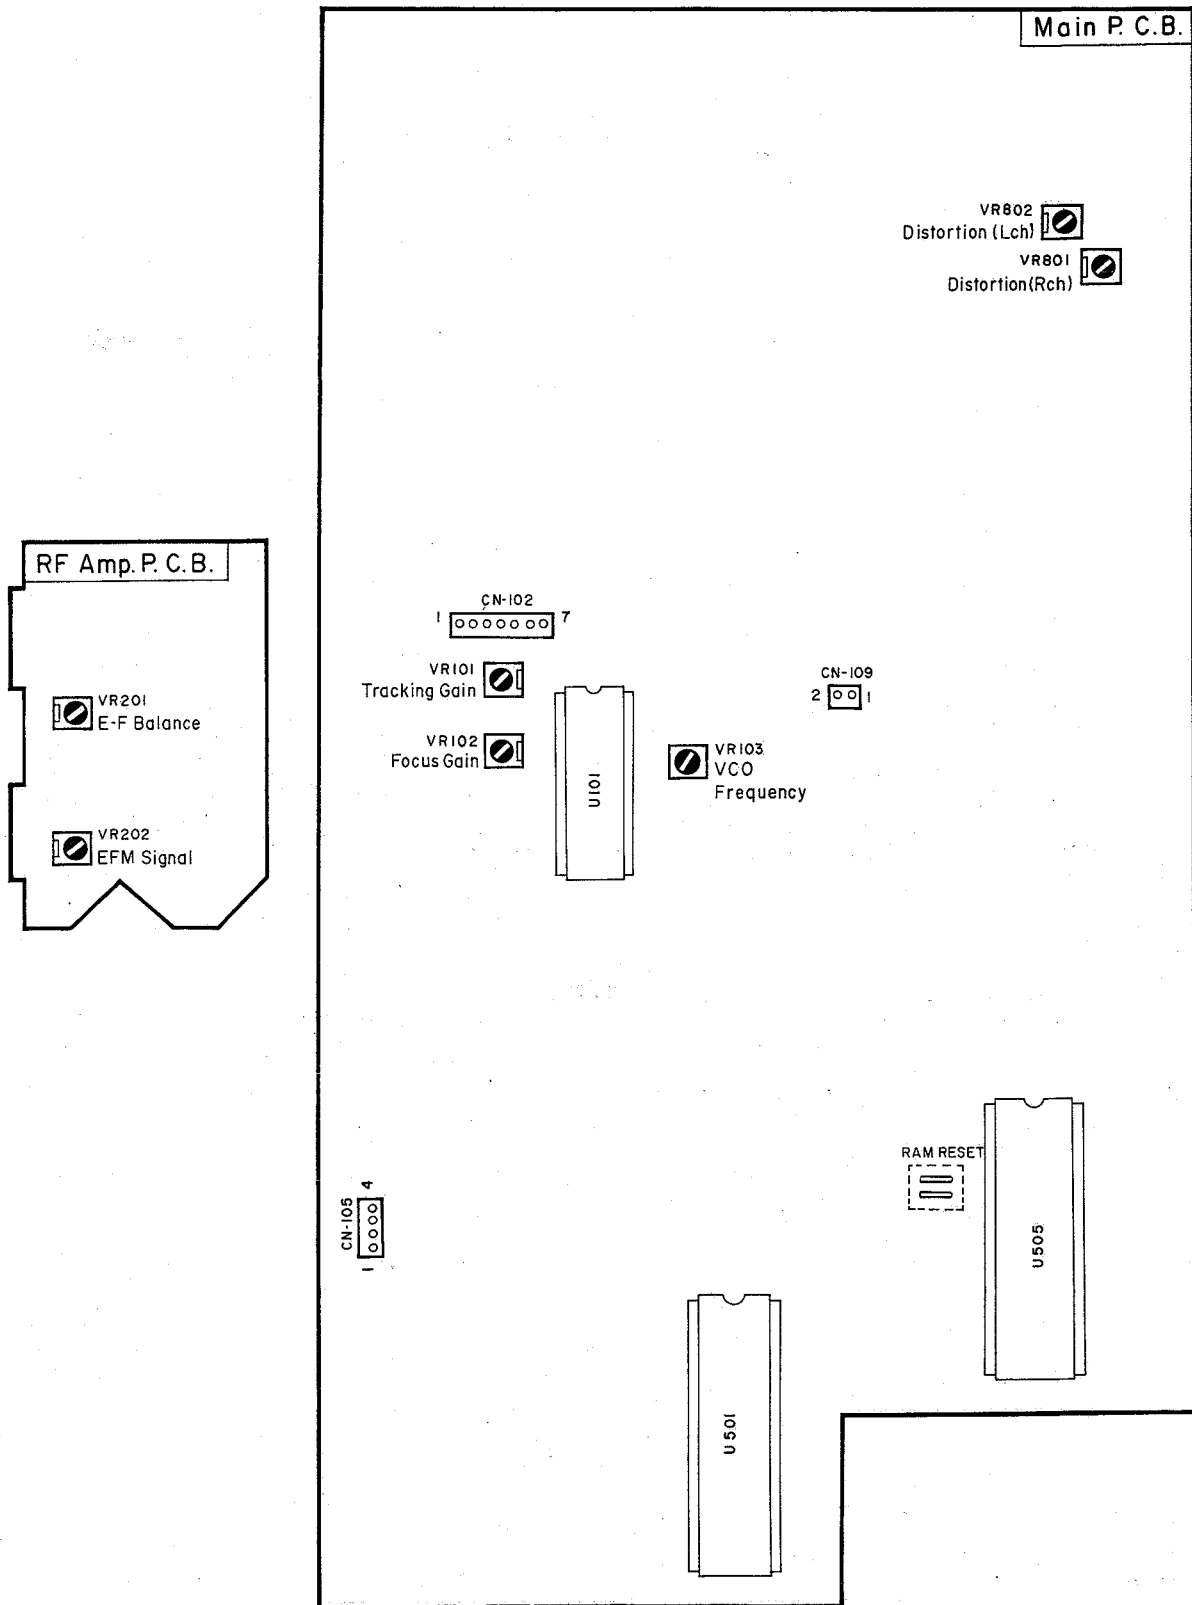 Main P. C. B.
VR802
Distortion (Lch)
VR801
Distortion(Rch)
RF Amp. P. C. B.
VR201
E-F Balance
VR202
EFM Signal
CN-102
1 7
VR101
Tracking Gain
VR102
Focus Gain
U101
CN-109
2 1
VR103
VCO
Frequency
RAM RESET
CN-105
1 4
U505
U501